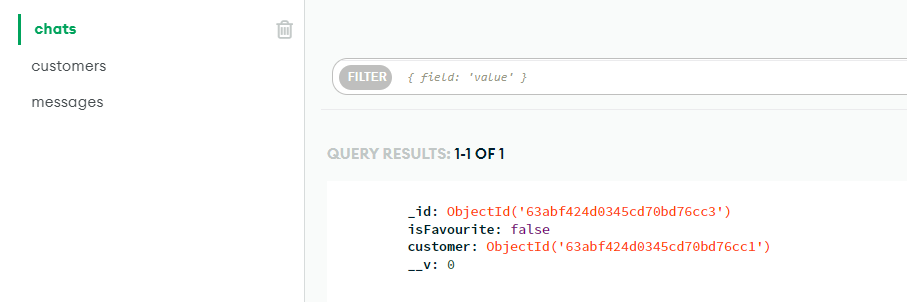 chats
customers
messages
FILTER { field: 'value' }
QUERY RESULTS: 1-1 OF 1
_id: ObjectId('63abf424d0345cd70bd76cc3')
isFavourite: false
customer: ObjectId('63abf424d0345cd70bd76cc1')
__v: 0